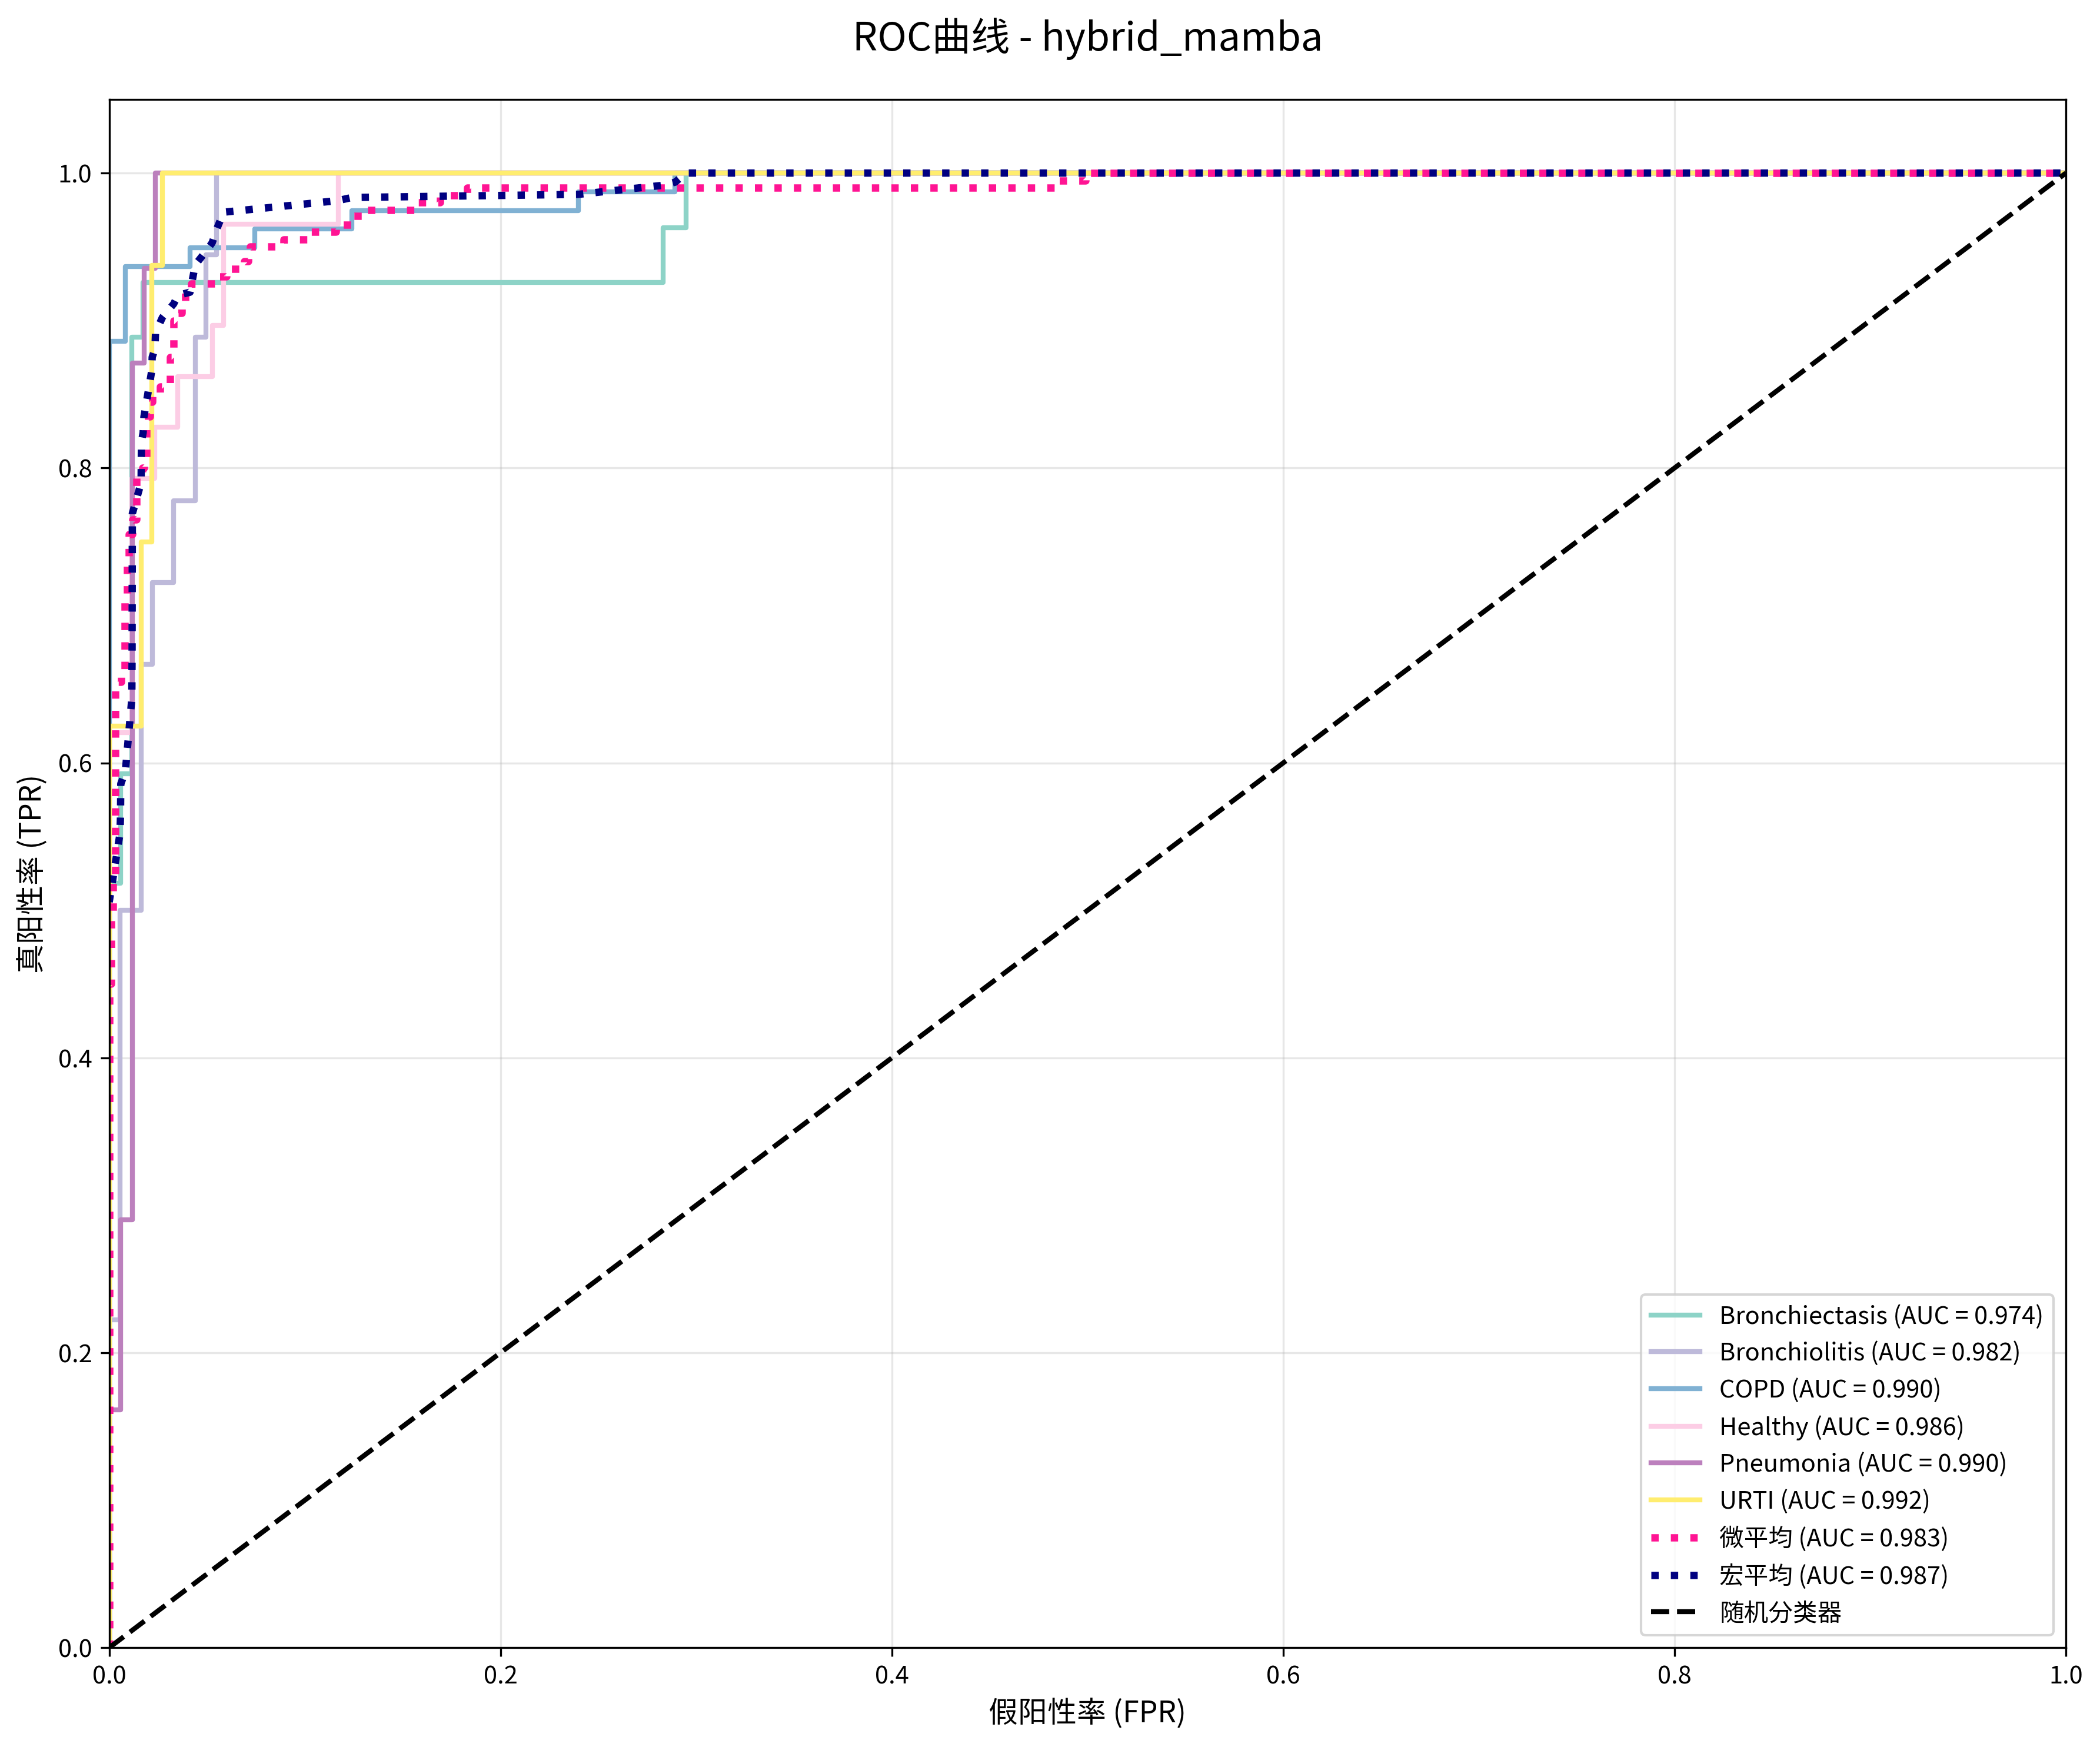 ROC曲线 - hybrid_mamba
真阳性率 (TPR)
1.0
0.8
0.6
0.4
0.2
0.0
0.0 0.2 0.4 0.6 0.8 1.0
假阳性率 (FPR)
Bronchiectasis (AUC = 0.974)
Bronchiolitis (AUC = 0.982)
COPD (AUC = 0.990)
Healthy (AUC = 0.986)
Pneumonia (AUC = 0.990)
URTI (AUC = 0.992)
微平均 (AUC = 0.983)
宏平均 (AUC = 0.987)
随机分类器